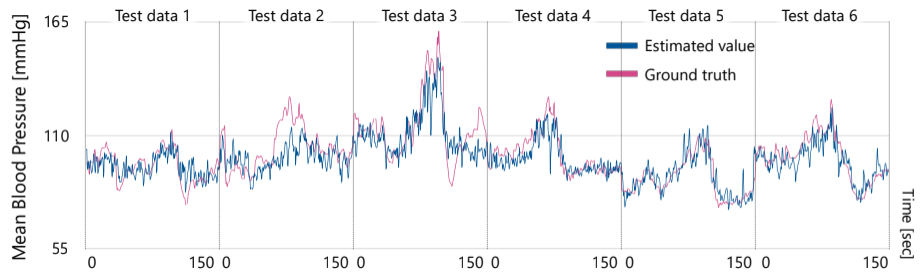 Test data 1 Test data 2 Test data 3 Test data 4 Test data 5 Test data 6
Mean Blood Pressure [mmHg]
165
110
55
Estimated value
Ground truth
0 150 0 150 0 150 0 150 0 150 0 150
Time [sec]